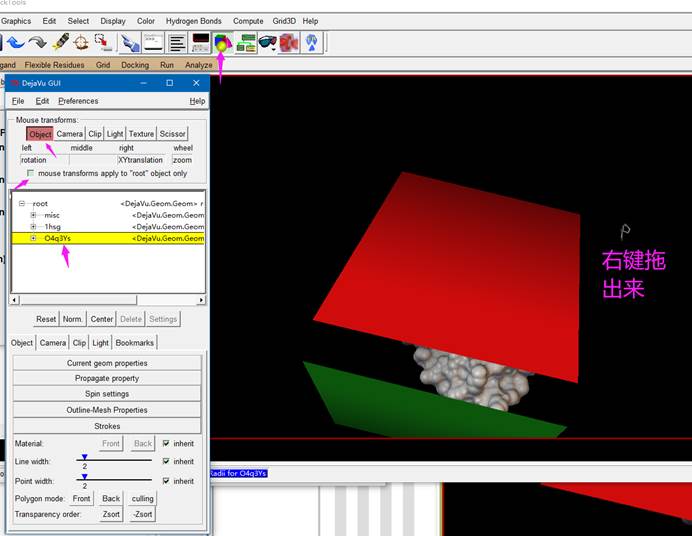 ckTools
Graphics Edit Select Display Color Hydrogen Bonds Compute Grid3D Help
gand Flexible Residues Grid Docking Run Analyze
DejaVu GUI
File Edit Preferences Help
Mouse transforms:
Object Camera Clip Light Texture Scissor
left middle right wheel
rotation XYtranslation zoom
mouse transforms apply to "root" object only
root <DejaVu.Geom.Geom> r
misc <DejaVu.Geom.Geom
1hsg <DejaVu.Geom.Geom
O4q3Ys <DejaVu.Geom.Geom
右键拖
出来
Reset Norm. Center Delete Settings
Object Camera Clip Light Bookmarks
Current geom properties
Propagate property
Spin settings
Outline-Mesh Properties
Strokes
Material: Front Back inherit
Line width: 2 inherit
Radii for O4q3Ys
Point width: 2 inherit
Polygon mode: Front Back culling
Transparency order: Zsort -Zsort